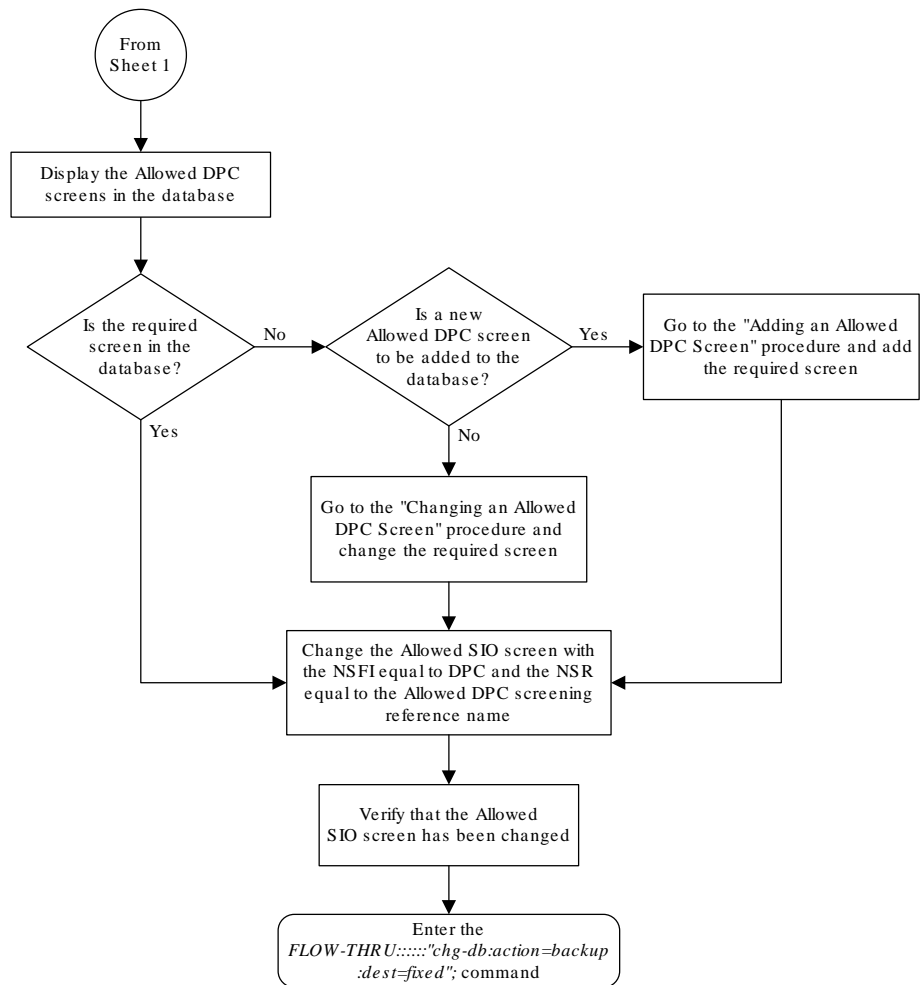 From
Sheet 1
Display the Allowed DPC
screens in the database
Is the required
screen in the
database?
No
Yes
Is a new
Allowed DPC screen
to be added to the
database?
Yes
No
Go to the "Adding an Allowed
DPC Screen" procedure and add
the required screen
Go to the "Changing an Allowed
DPC Screen" procedure and
change the required screen
Change the Allowed SIO screen with
the NSFI equal to DPC and the NSR
equal to the Allowed DPC screening
reference name
Verify that the Allowed
SIO screen has been changed
Enter the
FLOW-THRU::::::"chg-db:action=backup
:dest=fixed"; command